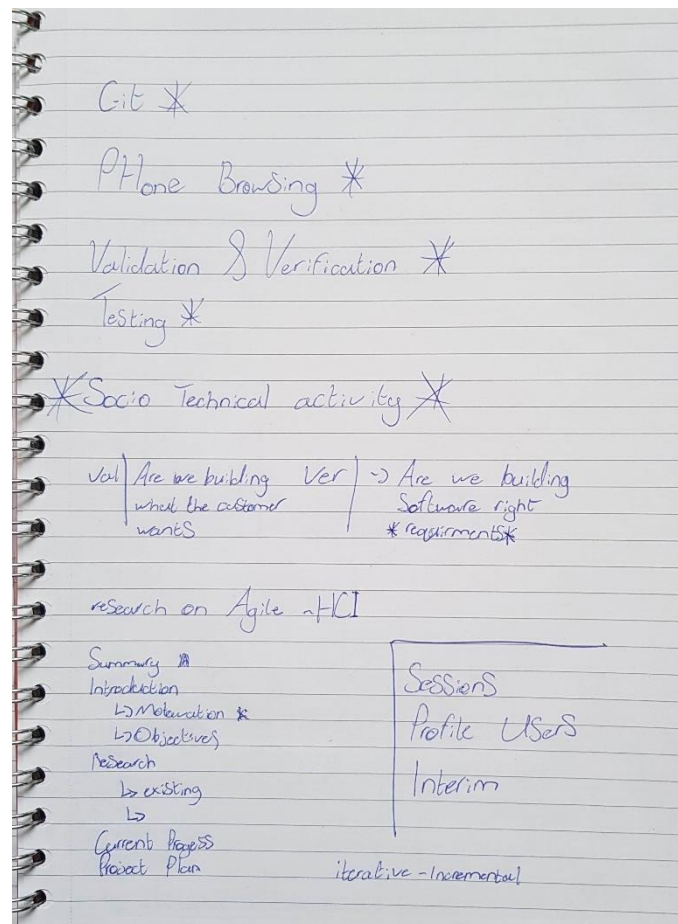 Git *
PHone Browsing *
Validation & Verification *
Testing *
* Socio Technical activity *
Val | Are we building
what the customer
wants
Ver | -> Are we building
Software right
* requirments *
research on Agile - HCI
Summary
Introduction
↳ Motavation *
↳ Objectives
Research
↳ existing
↳
Current Progess
Project Plan
Sessions
Profile Users
Interim
iterative - Incremental